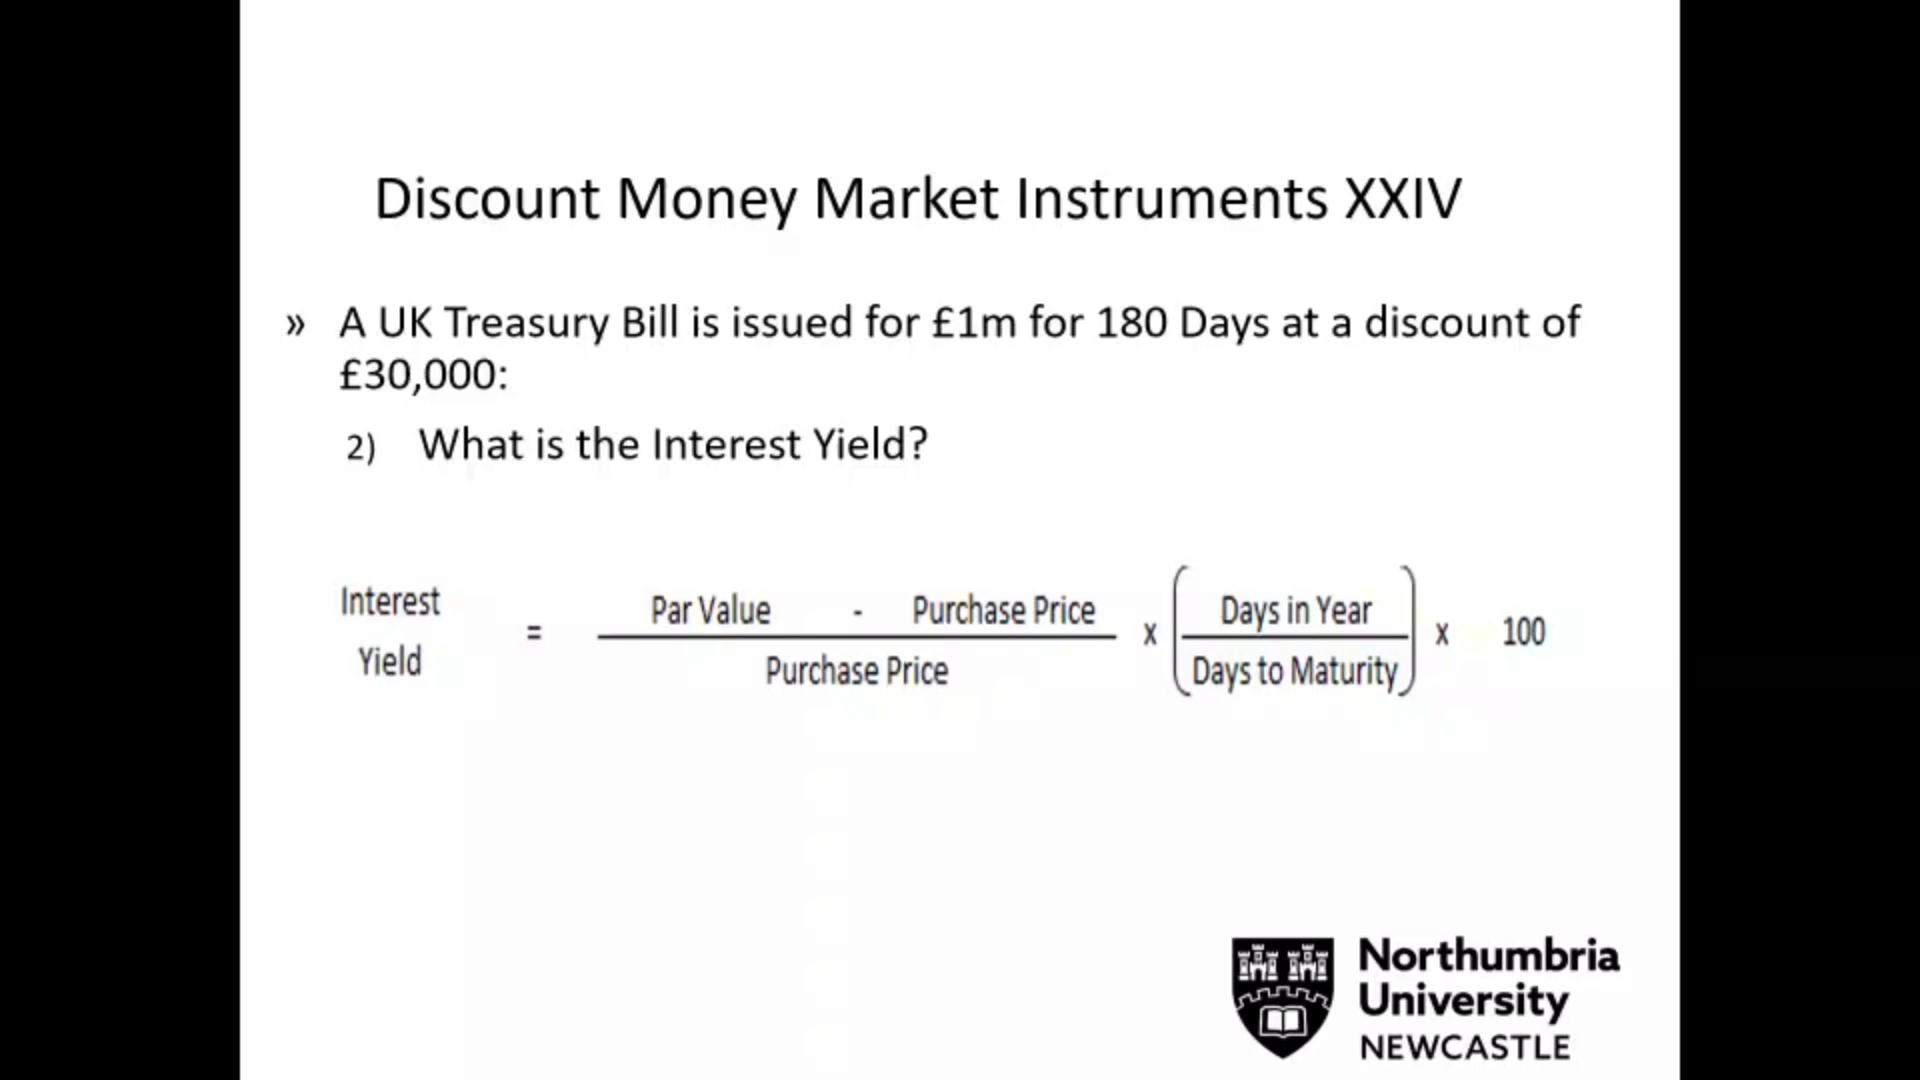 Discount Money Market Instruments XXIV
» A UK Treasury Bill is issued for £1m for 180 Days at a discount of
£30,000:
2) What is the Interest Yield?
Interest
Yield
=
Par Value - Purchase Price
Purchase Price
x
Days in Year
Days to Maturity
x 100
Northumbria
University
NEWCASTLE